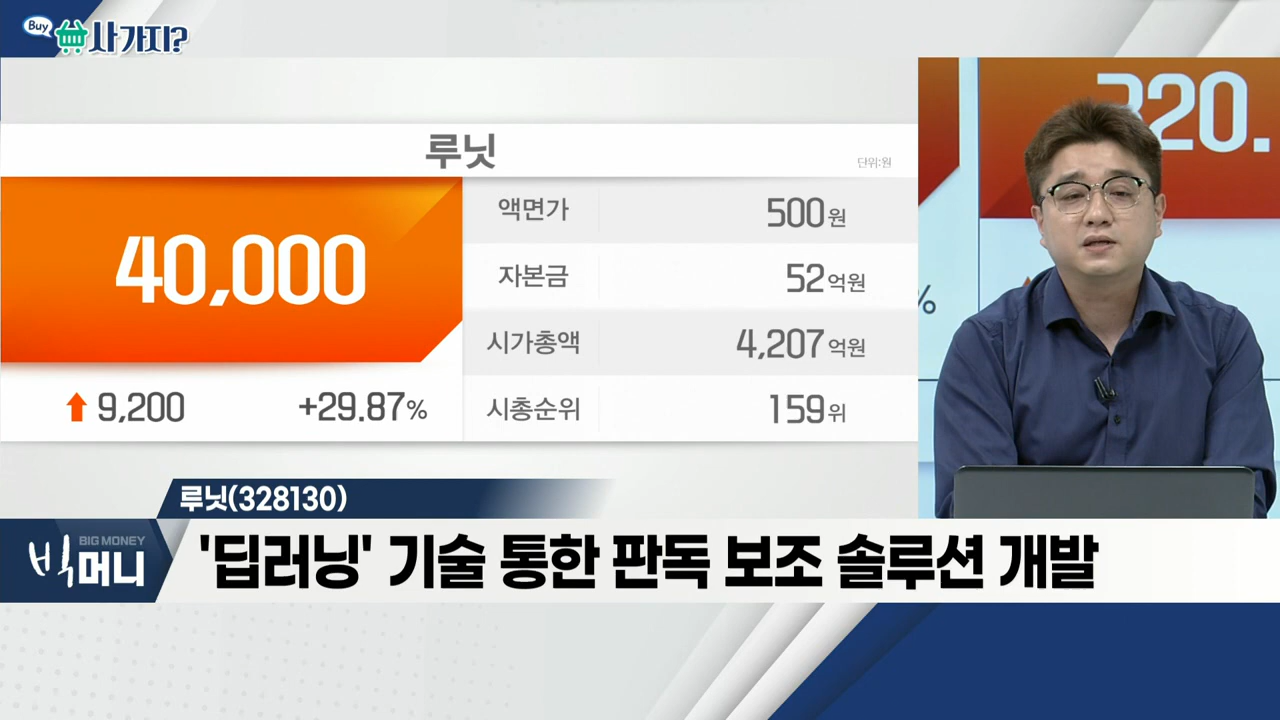 Buy 사가지?
루닛
단위:원
40,000
9,200 +29.87%
액면가 500원
자본금 52억원
시가총액 4,207억원
시총순위 159위
320.
%
루닛(328130)
BIG MONEY
빅머니
'딥러닝' 기술 통한 판독 보조 솔루션 개발